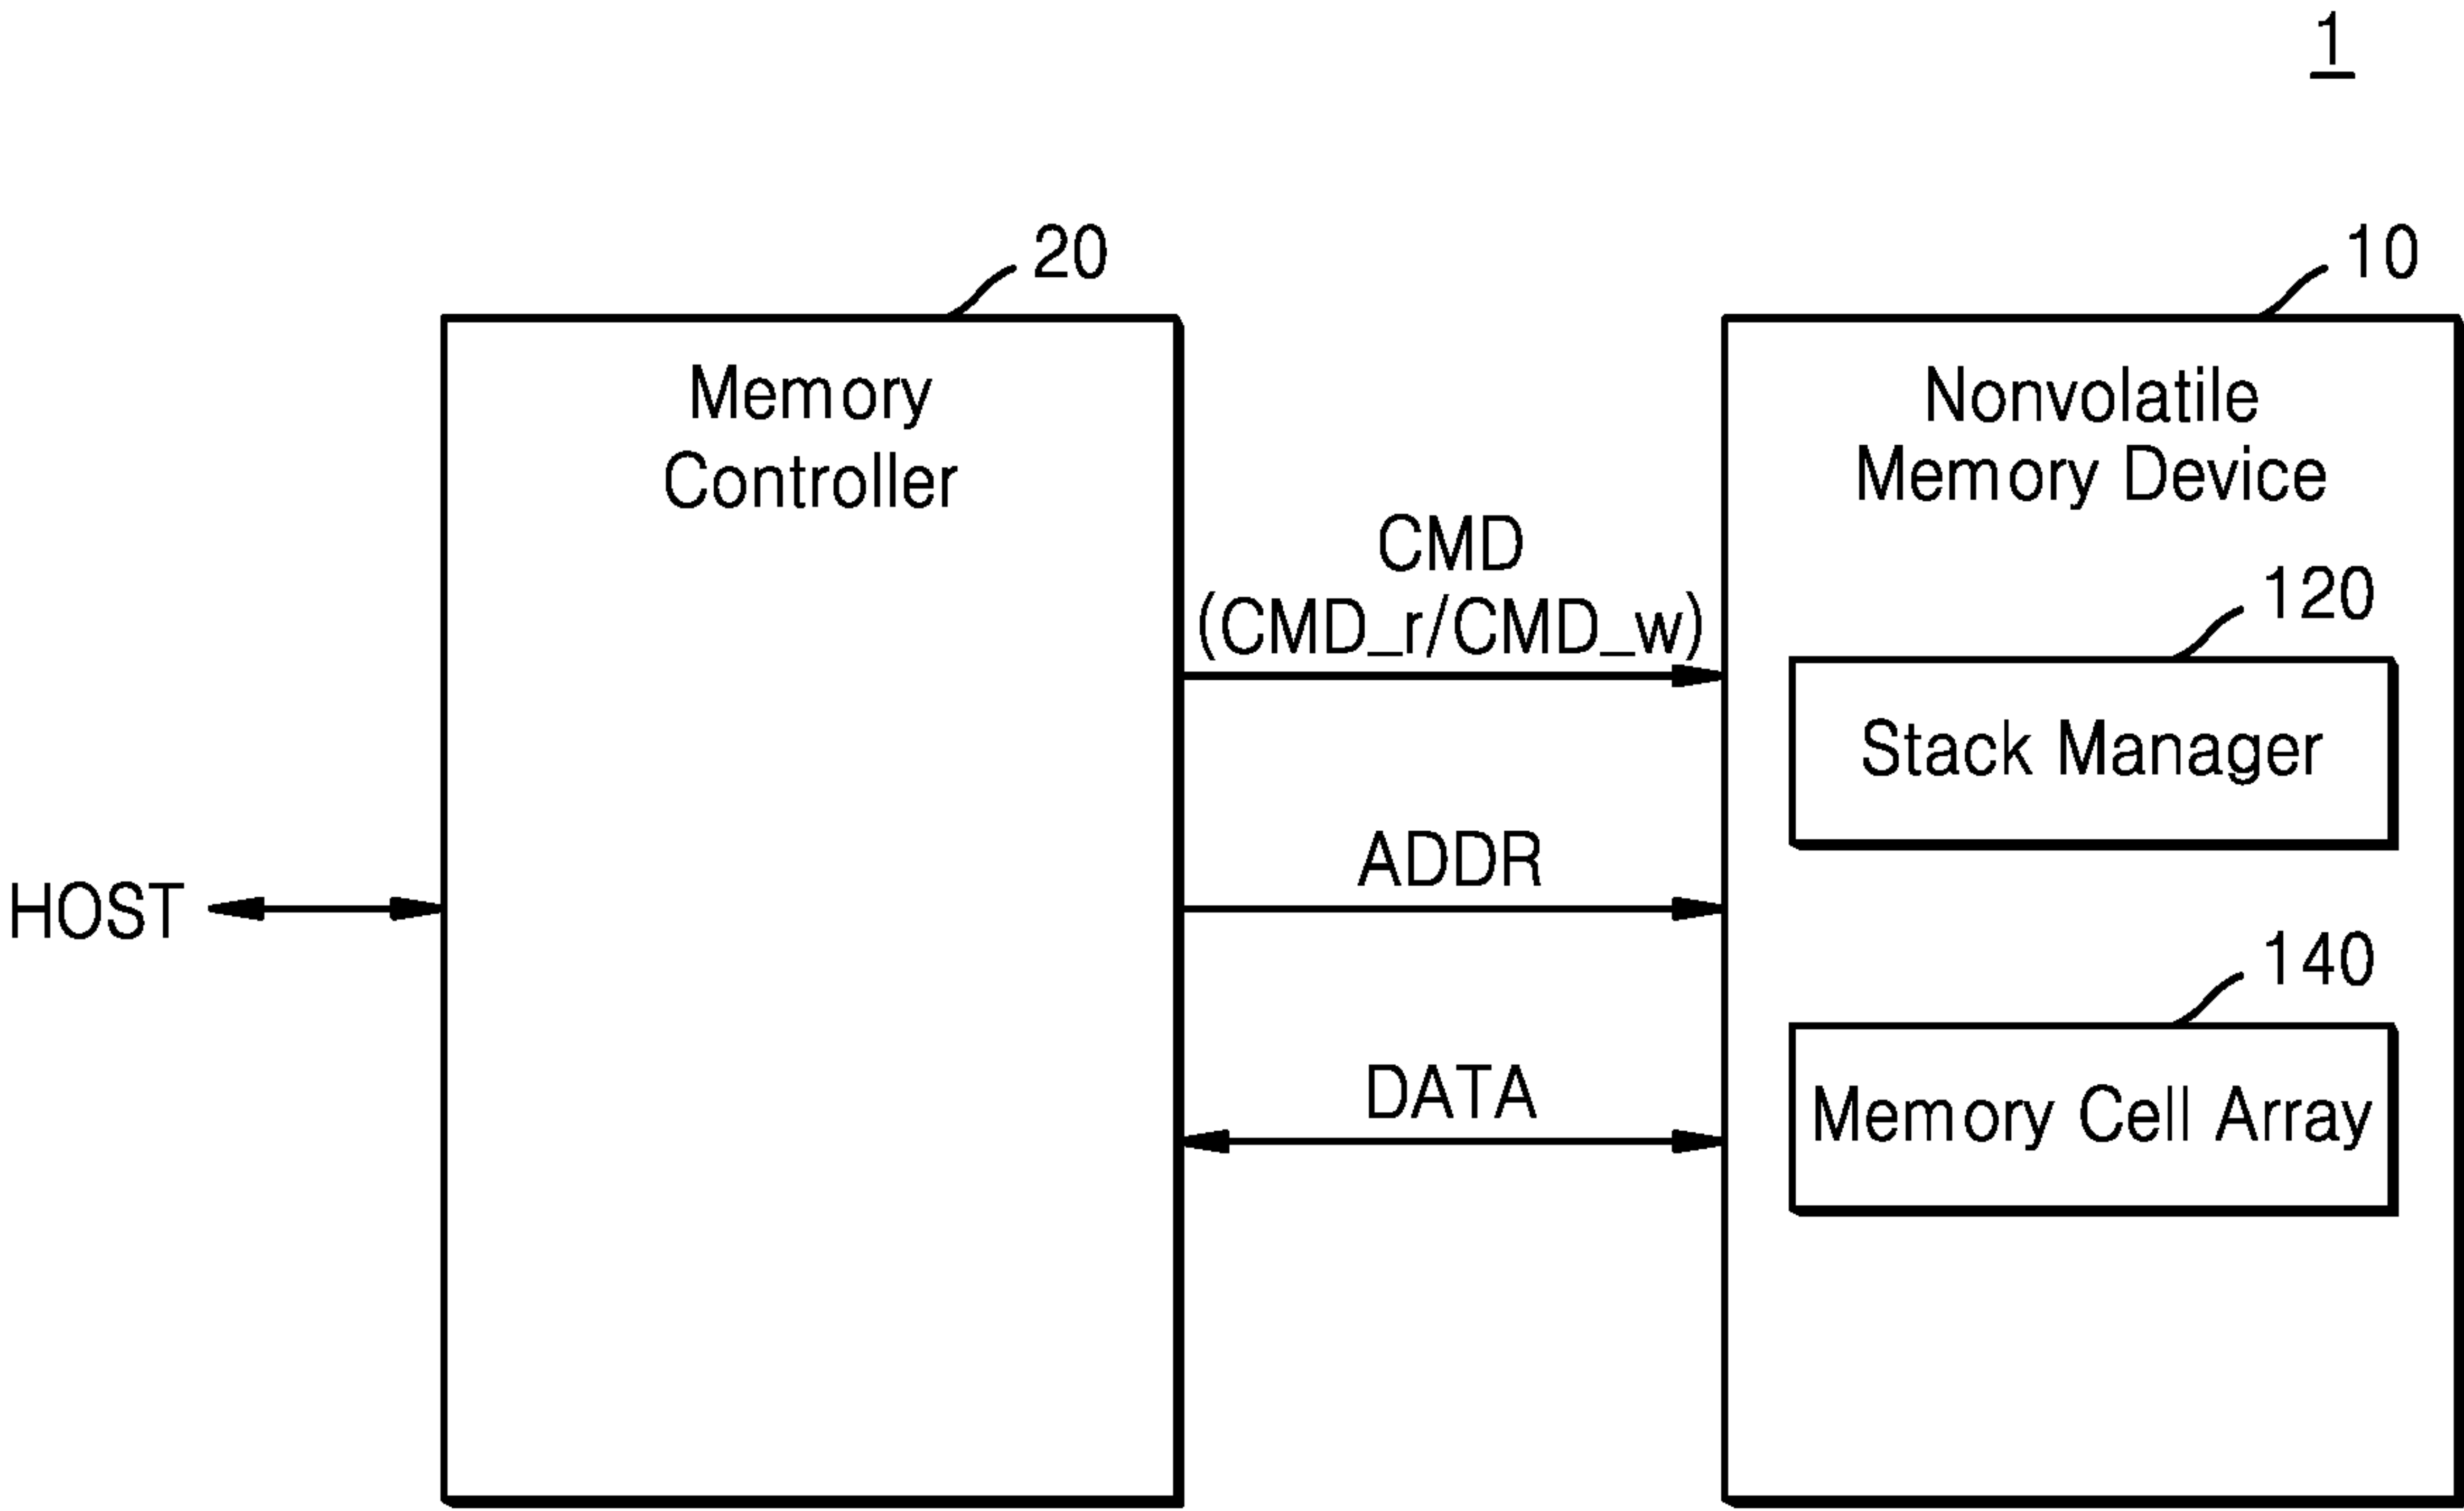 1
20
10
Memory
Controller
Nonvolatile
Memory Device
CMD
(CMD_r/CMD_w)
120
Stack Manager
ADDR
HOST
140
DATA
Memory Cell Array